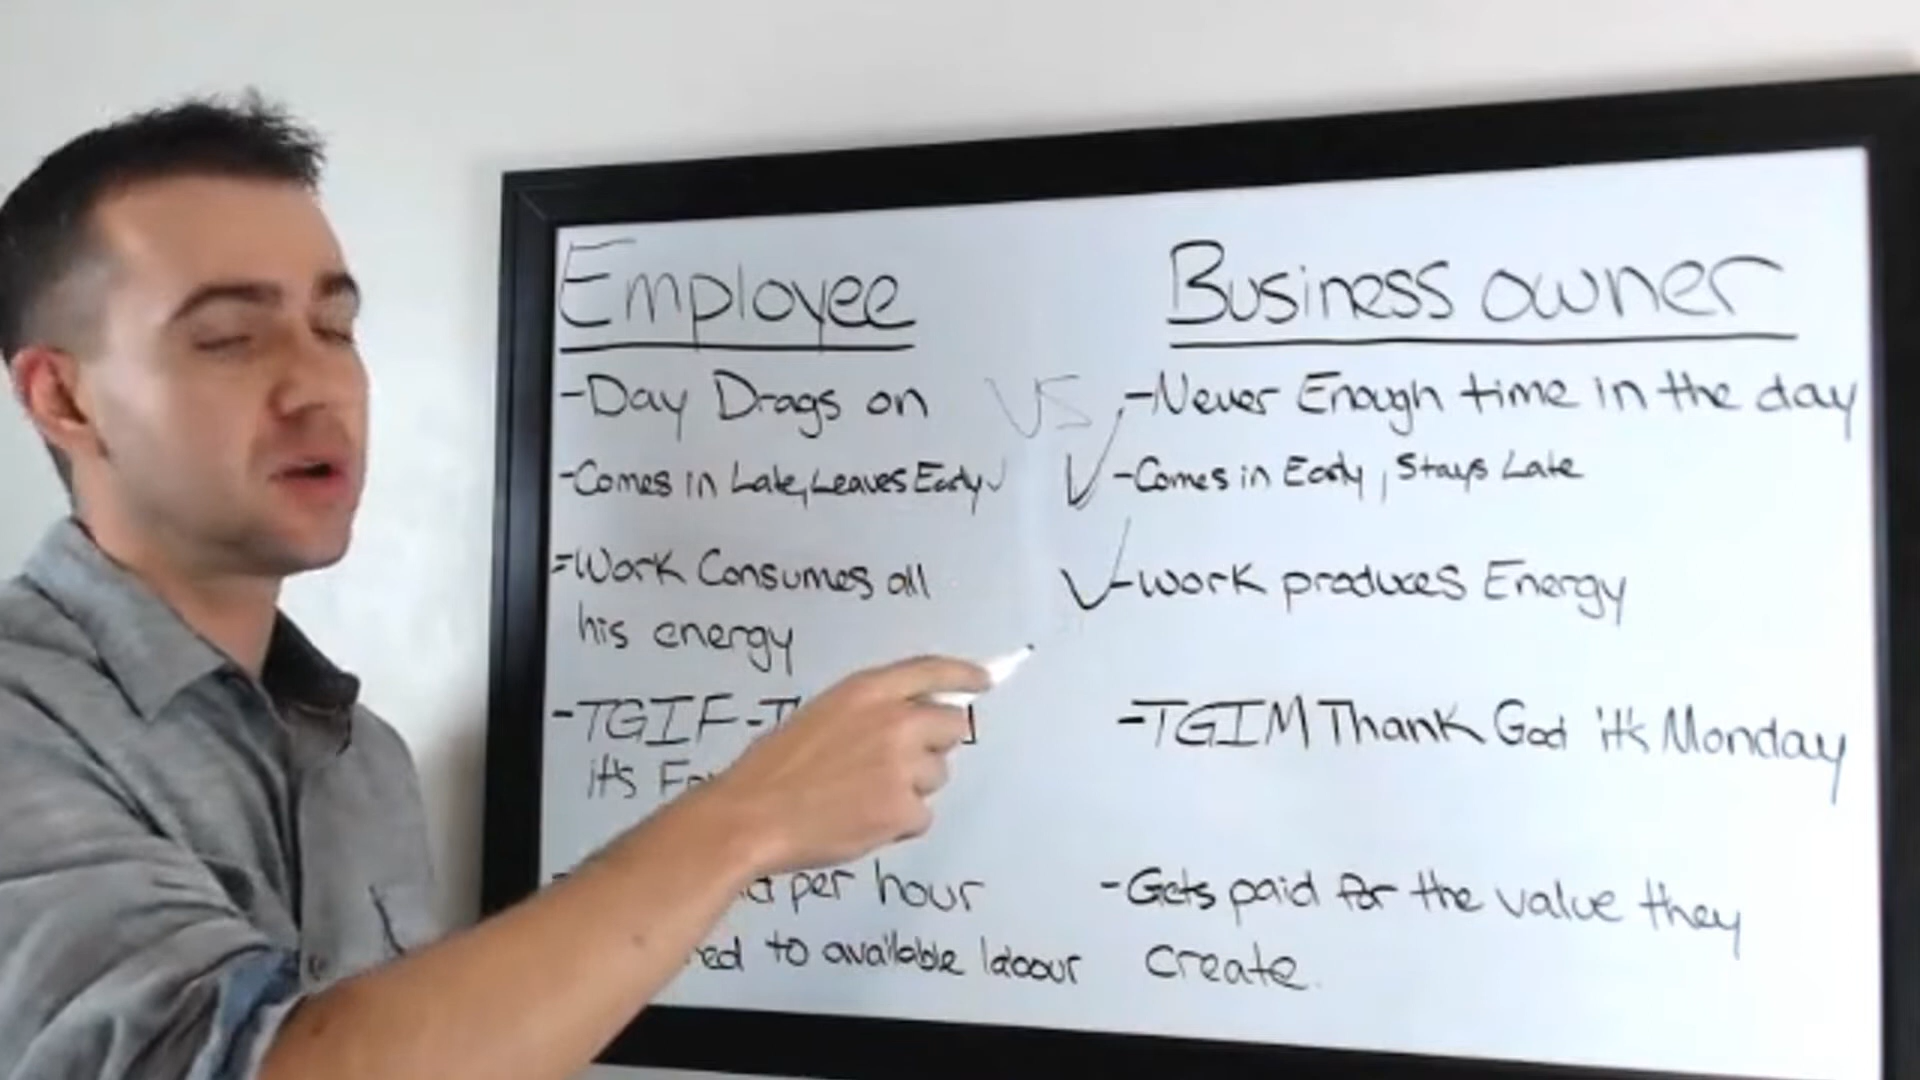 Employee
Business owner
VS
-Day Drags on
-Never Enough time in the day
-Comes in Late, Leaves Early
-Comes in Early, Stays Late
-Work Consumes all
his energy
-Work produces Energy
-TGIF-
it's
-TGIM Thank God it's Monday
per hour
to available labour
-Gets paid for the value they
create.